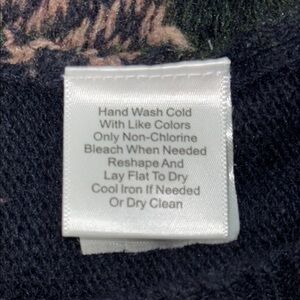 Hand Wash Cold
With Like Colors
Only Non-Chlorine
Bleach When Needed
Reshape And
Lay Flat To Dry
Cool Iron If Needed
Or Dry Clean